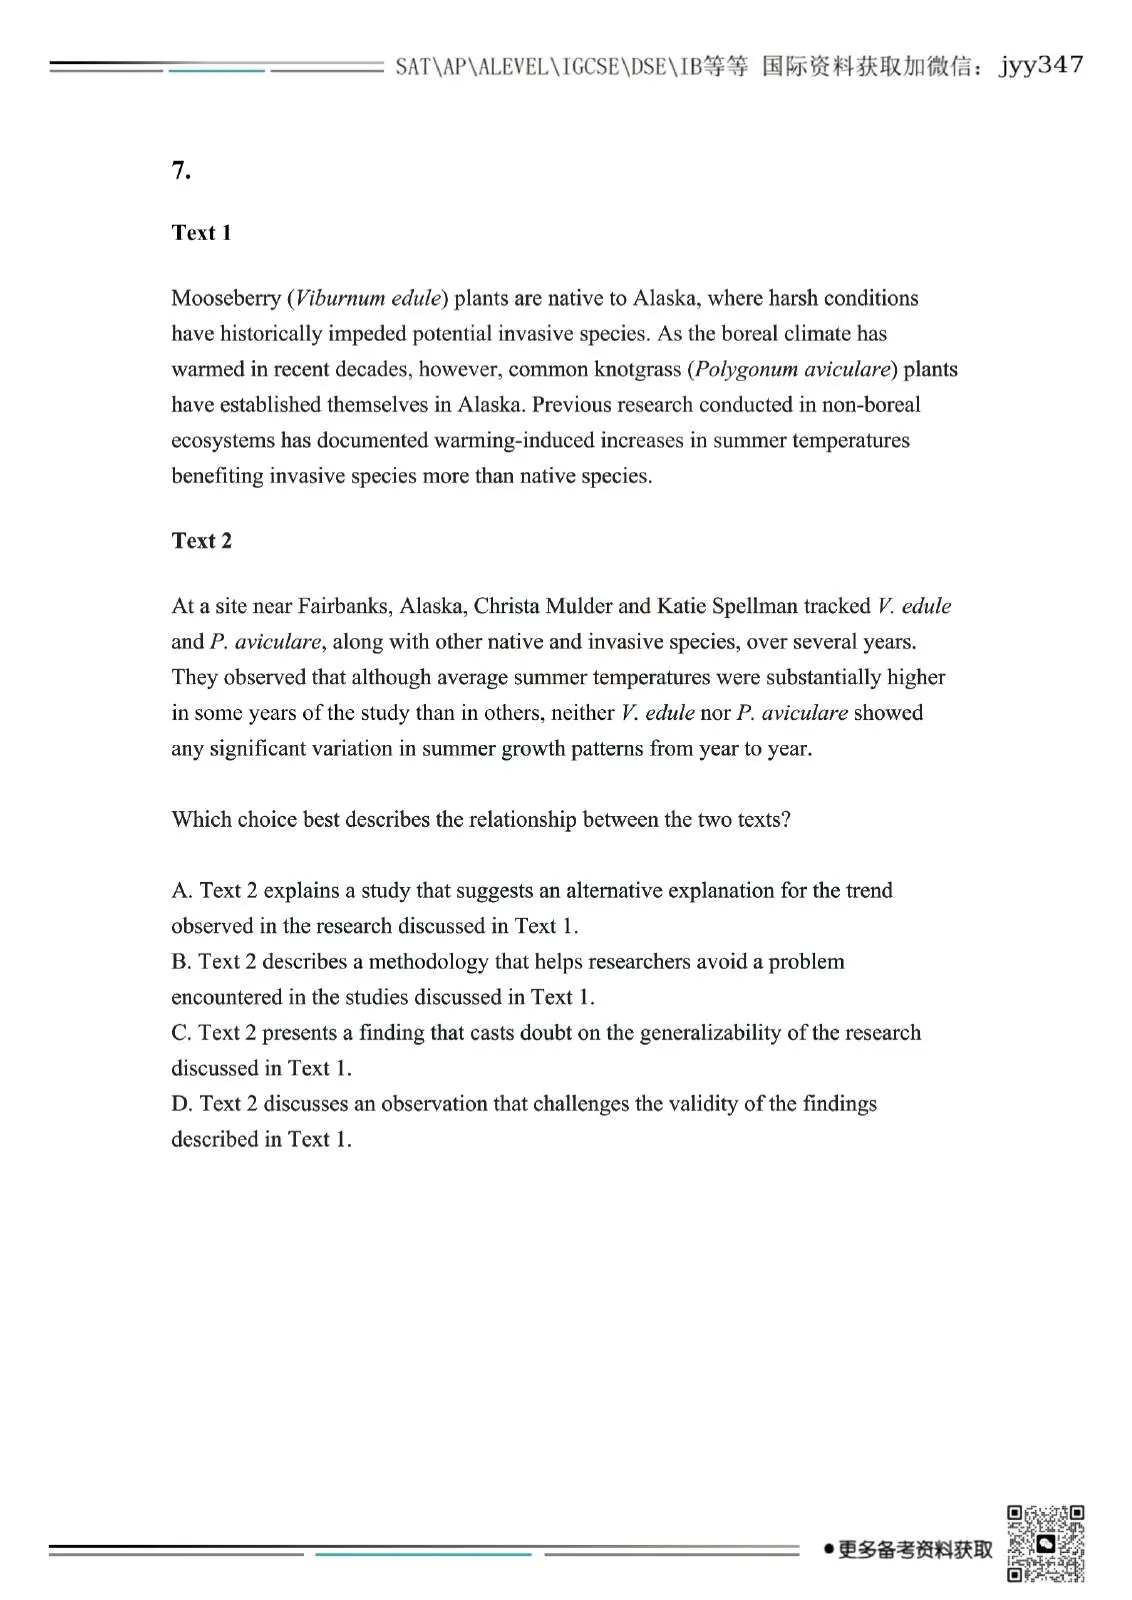 SAT\AP\ALEVEL\IGCSE\DSE\IB等等 国际资料获取加微信： jyy347
7.
Text 1
Mooseberry (Viburnum edule) plants are native to Alaska, where harsh conditions
have historically impeded potential invasive species. As the boreal climate has
warmed in recent decades, however, common knotgrass (Polygonum aviculare) plants
have established themselves in Alaska. Previous research conducted in non-boreal
ecosystems has documented warming-induced increases in summer temperatures
benefiting invasive species more than native species.
Text 2
At a site near Fairbanks, Alaska, Christa Mulder and Katie Spellman tracked V. edule
and P. aviculare, along with other native and invasive species, over several years.
They observed that although average summer temperatures were substantially higher
in some years of the study than in others, neither V. edule nor P. aviculare showed
any significant variation in summer growth patterns from year to year.
Which choice best describes the relationship between the two texts?
A. Text 2 explains a study that suggests an alternative explanation for the trend
observed in the research discussed in Text 1.
B. Text 2 describes a methodology that helps researchers avoid a problem
encountered in the studies discussed in Text 1.
C. Text 2 presents a finding that casts doubt on the generalizability of the research
discussed in Text 1.
D. Text 2 discusses an observation that challenges the validity of the findings
described in Text 1.
●更多备考资料获取